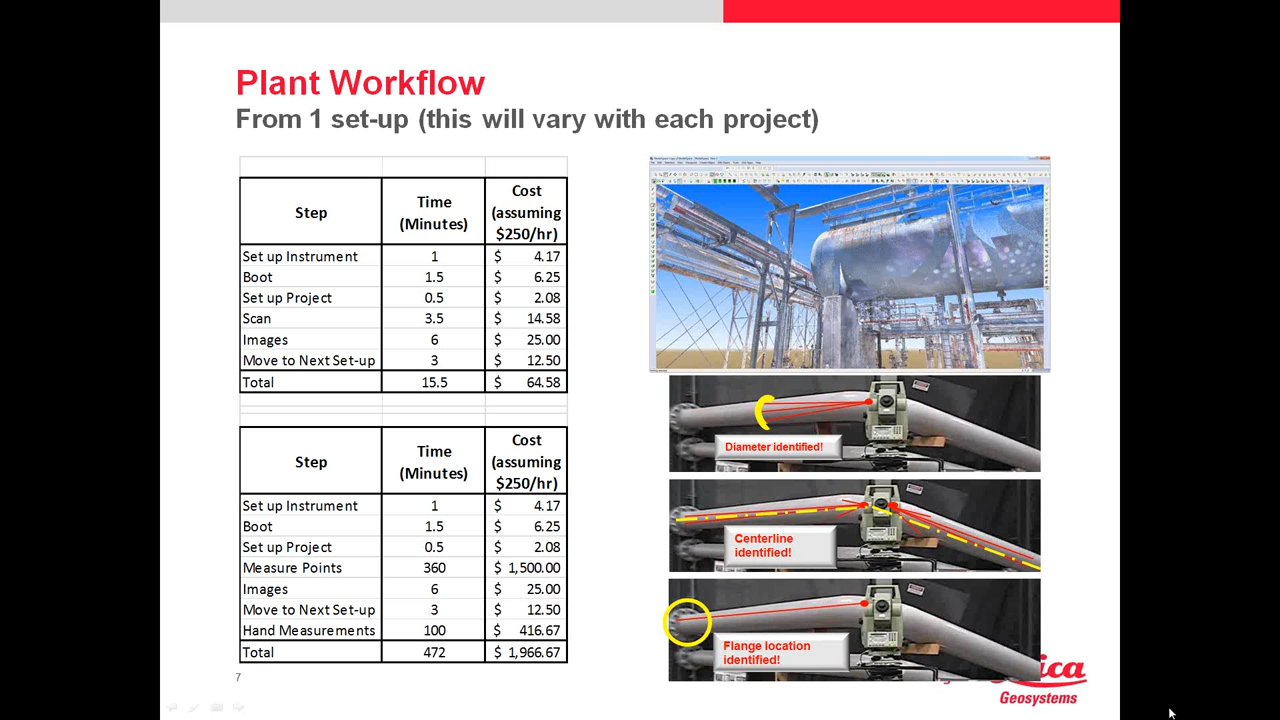 Plant Workflow
From 1 set-up (this will vary with each project)
Step Time (Minutes) Cost (assuming $250/hr)
Set up Instrument 1 $ 4.17
Boot 1.5 $ 6.25
Set up Project 0.5 $ 2.08
Scan 3.5 $ 14.58
Images 6 $ 25.00
Move to Next Set-up 3 $ 12.50
Total 15.5 $ 64.58
Step Time (Minutes) Cost (assuming $250/hr)
Set up Instrument 1 $ 4.17
Boot 1.5 $ 6.25
Set up Project 0.5 $ 2.08
Measure Points 360 $ 1,500.00
Images 6 $ 25.00
Move to Next Set-up 3 $ 12.50
Hand Measurements 100 $ 416.67
Total 472 $ 1,966.67
Diameter identified!
Centerline
identified!
Flange location
identified!
7
Geosystems